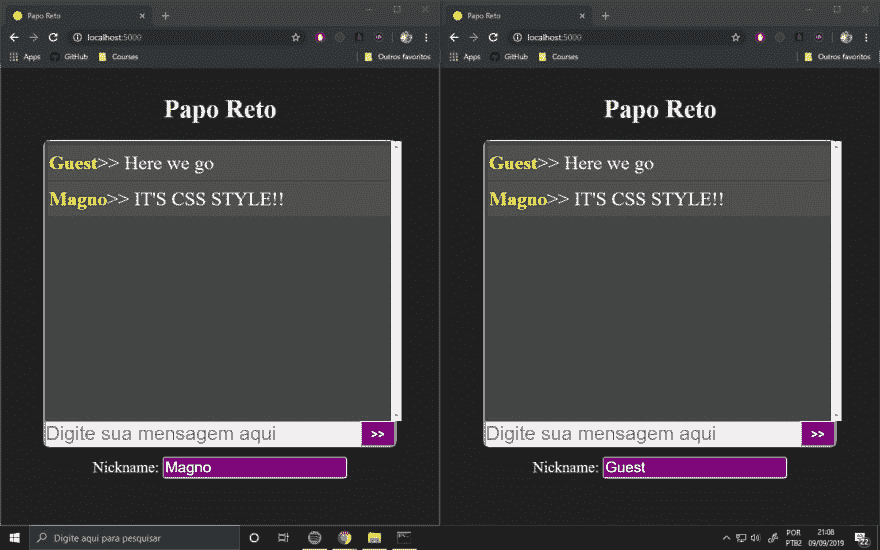 Papo Reto
localhost:5000
Apps GitHub Courses Outros favoritos
Papo Reto
Guest>> Here we go
Magno>> IT'S CSS STYLE!!
Digite sua mensagem aqui >>
Nickname: Magno
Papo Reto
localhost:5000
Apps GitHub Courses Outros favoritos
Papo Reto
Guest>> Here we go
Magno>> IT'S CSS STYLE!!
Digite sua mensagem aqui >>
Nickname: Guest
Digite aqui para pesquisar
POR 21:08
PTB2 09/09/2019
22